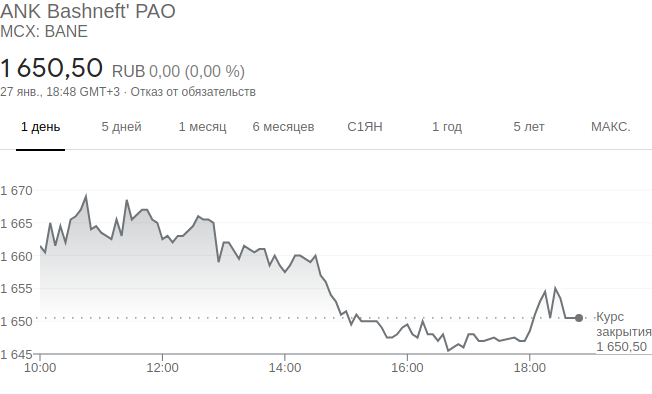 ANK Bashneft' PAO
MCX: BANE
1 650,50 RUB 0,00 (0,00 %)
27 янв., 18:48 GMT+3 · Отказ от обязательств
1 день 5 дней 1 месяц 6 месяцев С1ЯН 1 год 5 лет МАКС.
1 670
1 665
1 660
1 655
1 650
1 645
Курс
закрытия
1 650,50
10:00 12:00 14:00 16:00 18:00